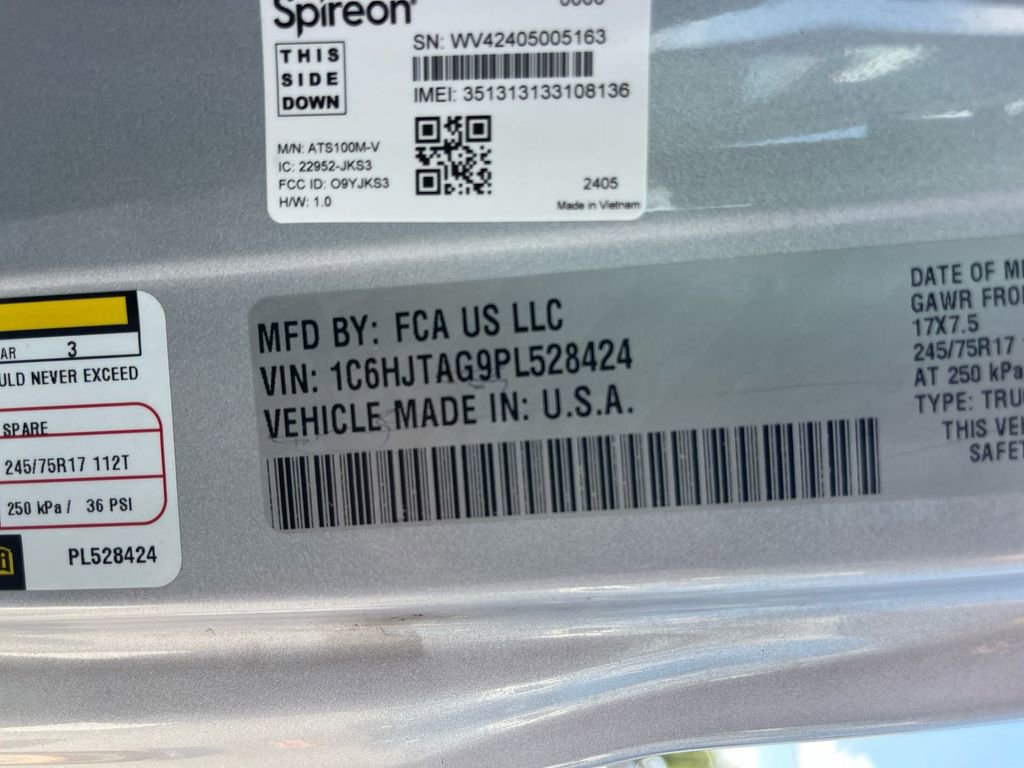 Spireon
THIS
SIDE
DOWN
SN: WV42405005163
IMEI: 351313133108136
M/N: ATS100M-V
IC: 22952-JKS3
FCC ID: O9YJKS3
H/W: 1.0
2405
Made in Vietnam
3
NEVER EXCEED
SPARE
245/75R17 112T
250 kPa / 36 PSI
PL528424
MFD BY: FCA US LLC
VIN: 1C6HJTAG9PL528424
VEHICLE MADE IN: U.S.A.
DATE OF
GAWR
17X7.5
245/75R17
AT 250 kPa
TYPE:
THIS